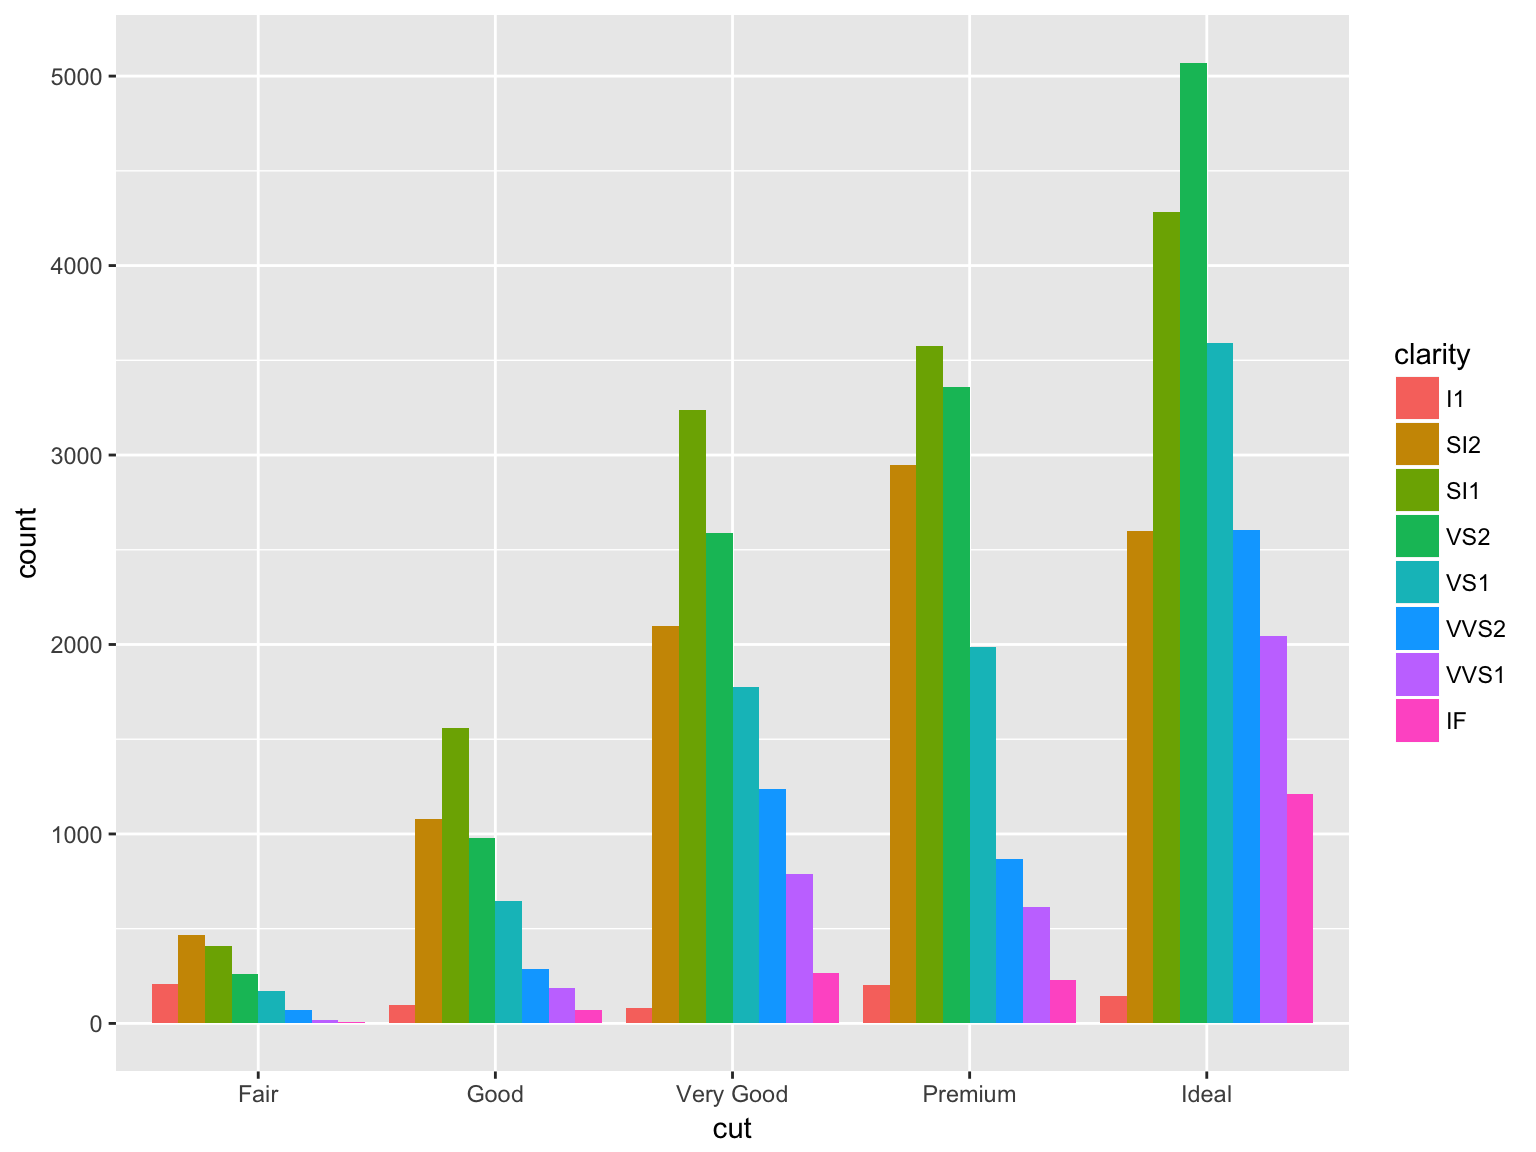 5000
4000
3000
2000
1000
0
count
Fair Good Very Good Premium Ideal
cut
clarity
I1
SI2
SI1
VS2
VS1
VVS2
VVS1
IF